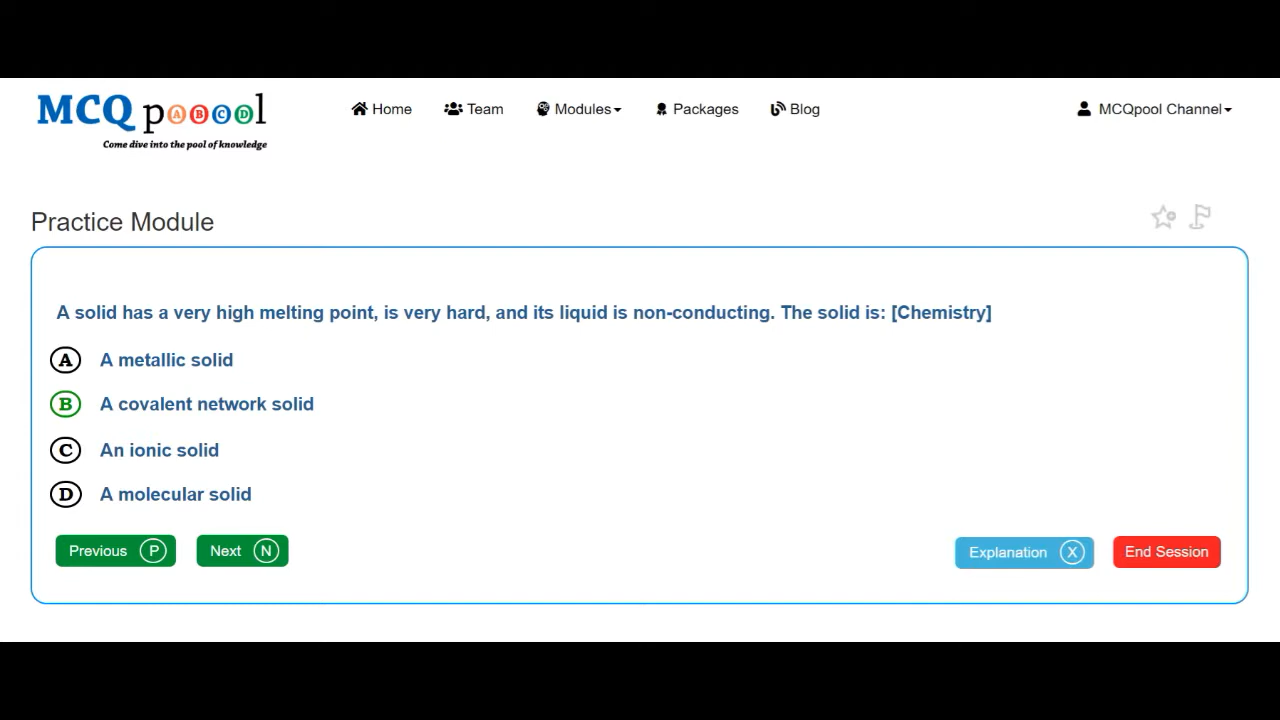 MCQ pABCDl
Come dive into the pool of knowledge
Home Team Modules Packages Blog MCQpool Channel
Practice Module
A solid has a very high melting point, is very hard, and its liquid is non-conducting. The solid is: [Chemistry]
A A metallic solid
B A covalent network solid
C An ionic solid
D A molecular solid
Previous P Next N Explanation X End Session